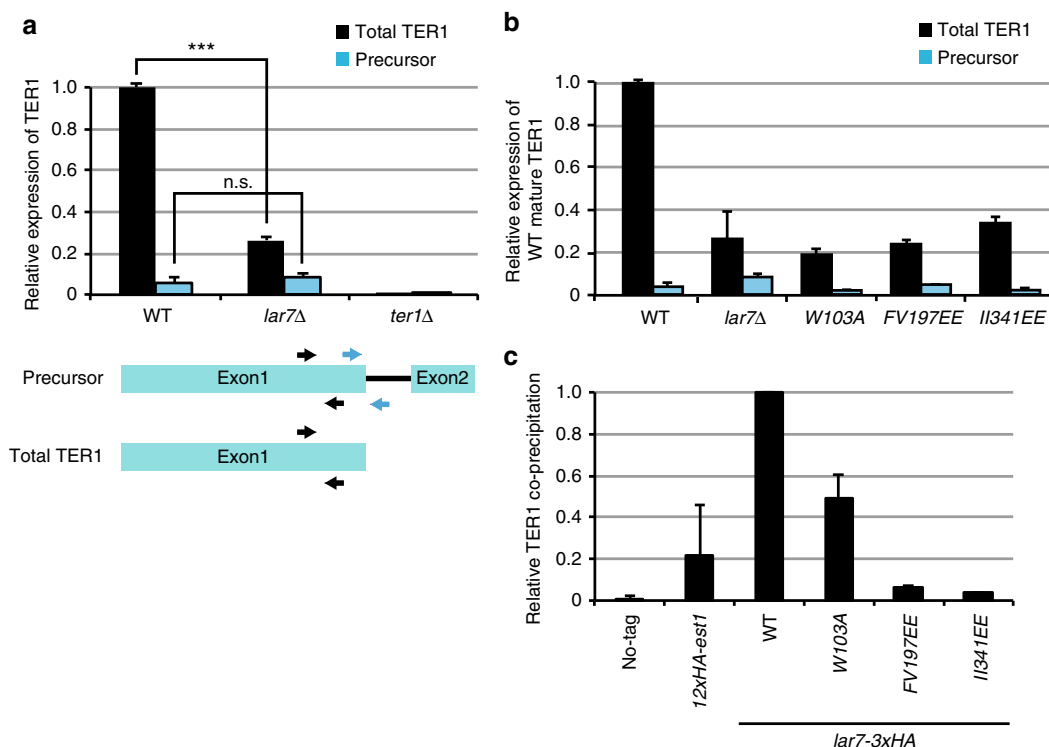 a
Total TER1
Precursor
***
n.s.
Relative expression of TER1
1.0
0.8
0.6
0.4
0.2
0
WT
lar7Δ
ter1Δ
Precursor
Exon1
Exon2
Total TER1
Exon1
b
Total TER1
Precursor
Relative expression of
WT mature TER1
1.0
0.8
0.6
0.4
0.2
0
WT
lar7Δ
W103A
FV197EE
II341EE
c
Relative TER1 co-precipitation
1.0
0.8
0.6
0.4
0.2
0
No-tag
12xHA-est1
WT
W103A
FV197EE
II341EE
lar7-3xHA